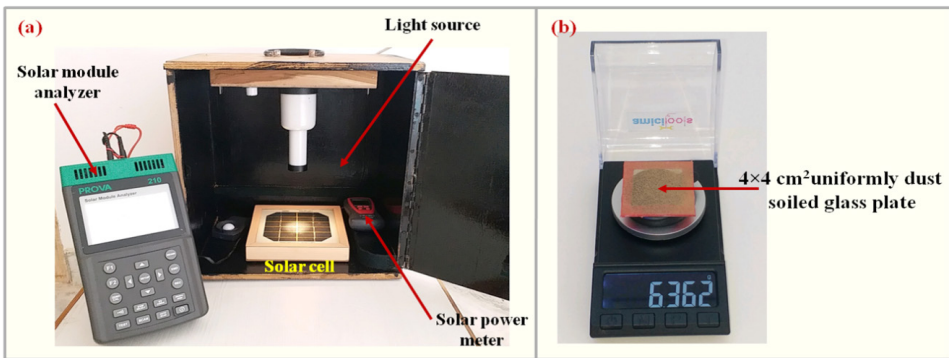 (a)
Light source
Solar module
analyzer
PROVA 210
Solar Module Analyzer
Solar cell
Solar power
meter
(b)
amicitools
4×4 cm²uniformly dust
soiled glass plate
6362